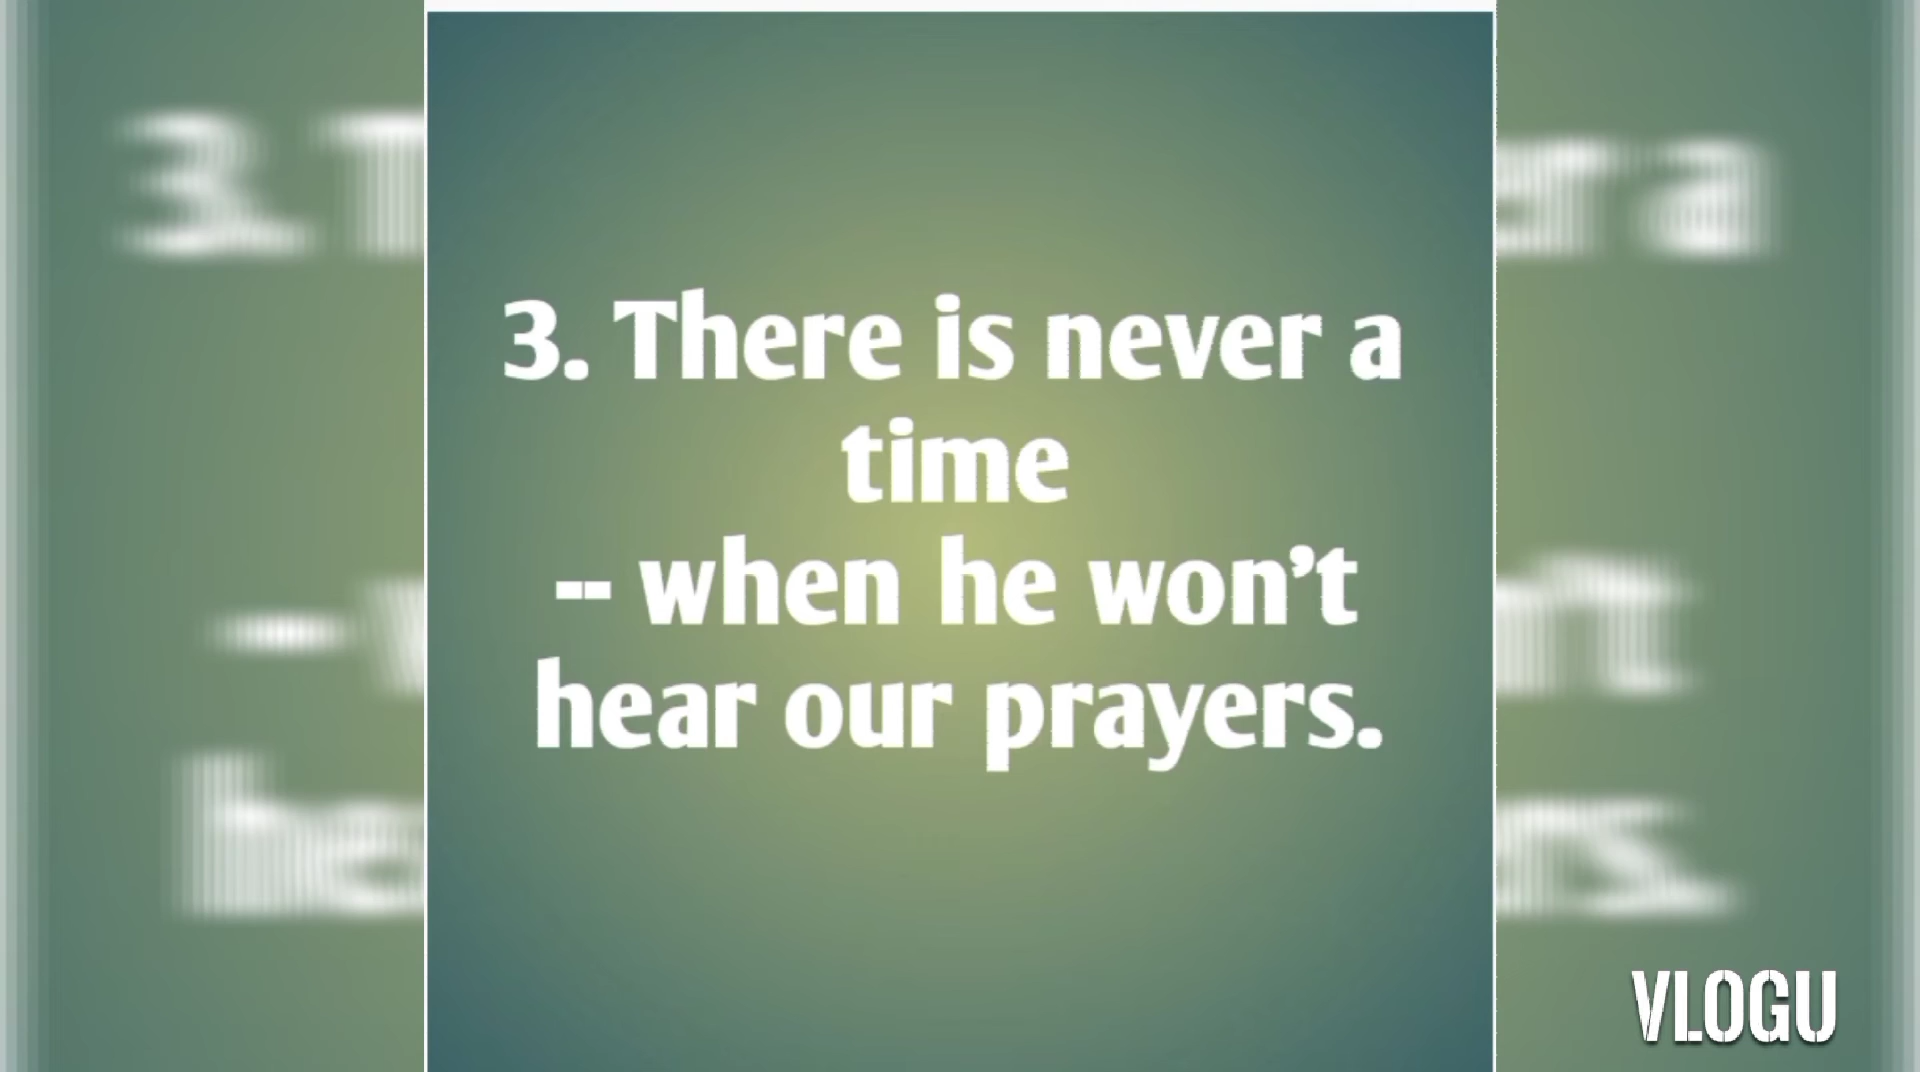 3. There is never a
time
-- when he won't
hear our prayers.
VLOGU